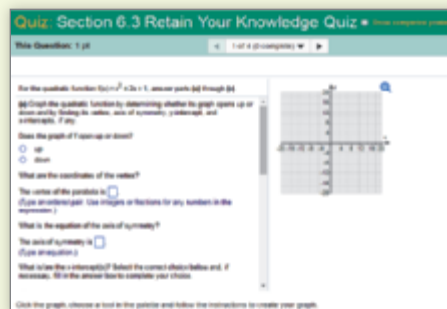 Quiz: Section 6.3 Retain Your Knowledge Quiz
This Question: 1 pt
1 of 4 (0 complete)
For the quadratic function f(x) = x² + 2x + 1, answer parts (a) through
(a) Graph the quadratic function by determining whether its graph opens up or
down and by finding its vertex, axis of symmetry, y-intercept, and
x-intercepts, if any.
Does the graph of f open up or down?
up
down
What are the coordinates of the vertex?
The vertex of the parabola is
(Type an ordered pair. Use integers or fractions for any numbers in the
expression.)
What is the equation of the axis of symmetry?
The axis of symmetry is
(Type an equation.)
What is/are the x-intercept(s)? Select the correct choice below and, if
necessary, fill in the answer box to complete your choice.
Click the graph, choose a tool in the palette and follow the instructions to create your graph.